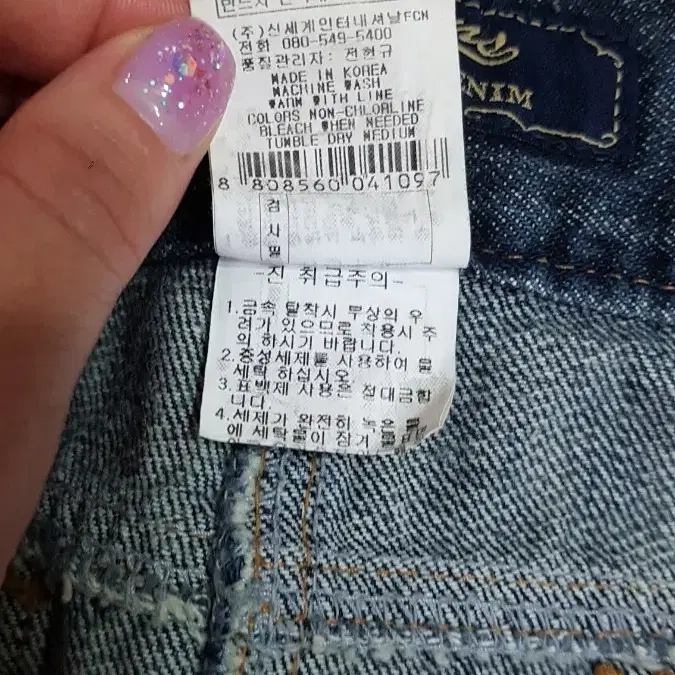 (주)신세계인터내셔날FCN
전화 080-549-5400
품질관리자: 전현규
MADE IN KOREA
MACHINE WASH
WARM WITH LINE
COLORS NON-CHLORLINE
BLEACH WHEN NEEDED
TUMBLE DRY MEDIUM
8 808560 041097
검
사
필
-진 취급주의-
1.금속 탈착시 부상의 우
려가 있으므로 착용시 주
의 하시기 바랍니다.
2.중성세제를 사용하여 물
세탁 하십시오
3.표백제 사용은 절대금합
니다.
4.세제가 완전히 녹은 물
에 세탁물이 잠겨
ENIM